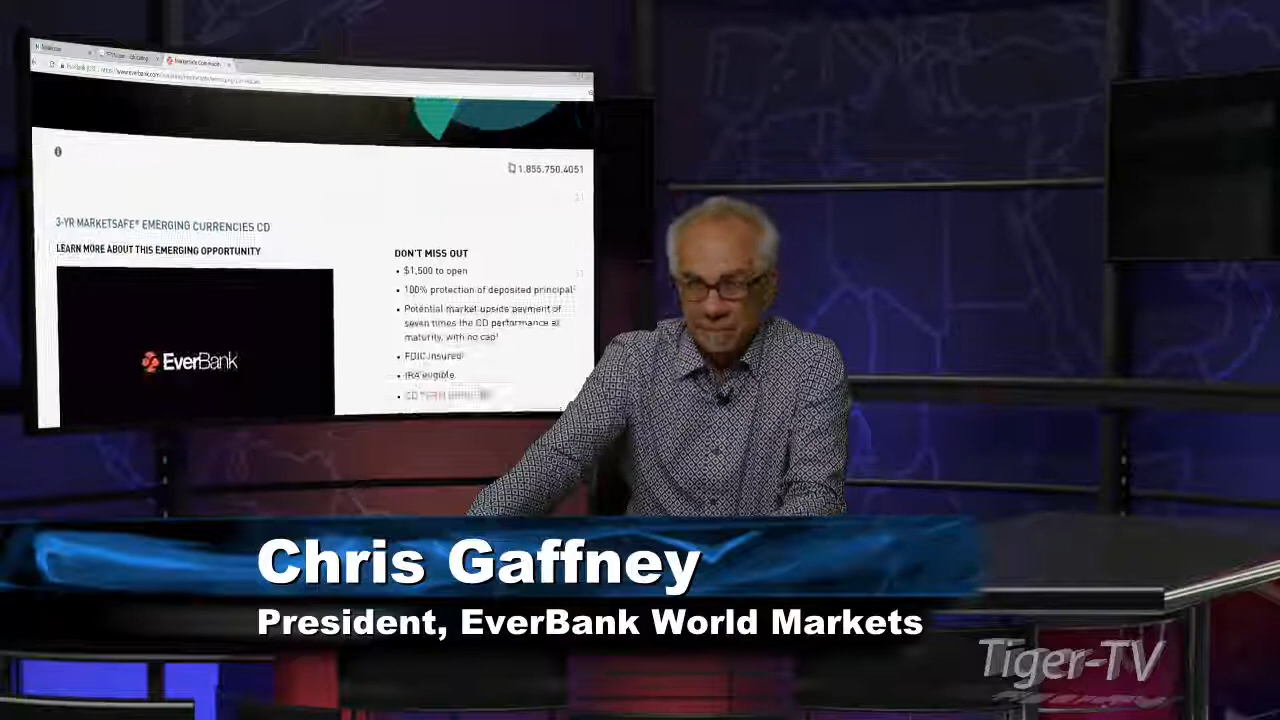 1.855.750.4051
3-YR MARKETSAFE® EMERGING CURRENCIES CD
LEARN MORE ABOUT THIS EMERGING OPPORTUNITY
DON'T MISS OUT
• $1,500 to open
• 100% protection of deposited principal²
• Potential market upside payment of
seven times the CD performance at
maturity, with no cap¹
• FDIC insured
• IRA eligible
EverBank
Chris Gaffney
President, EverBank World Markets
Tiger-TV